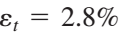 εₜ = 2.8%